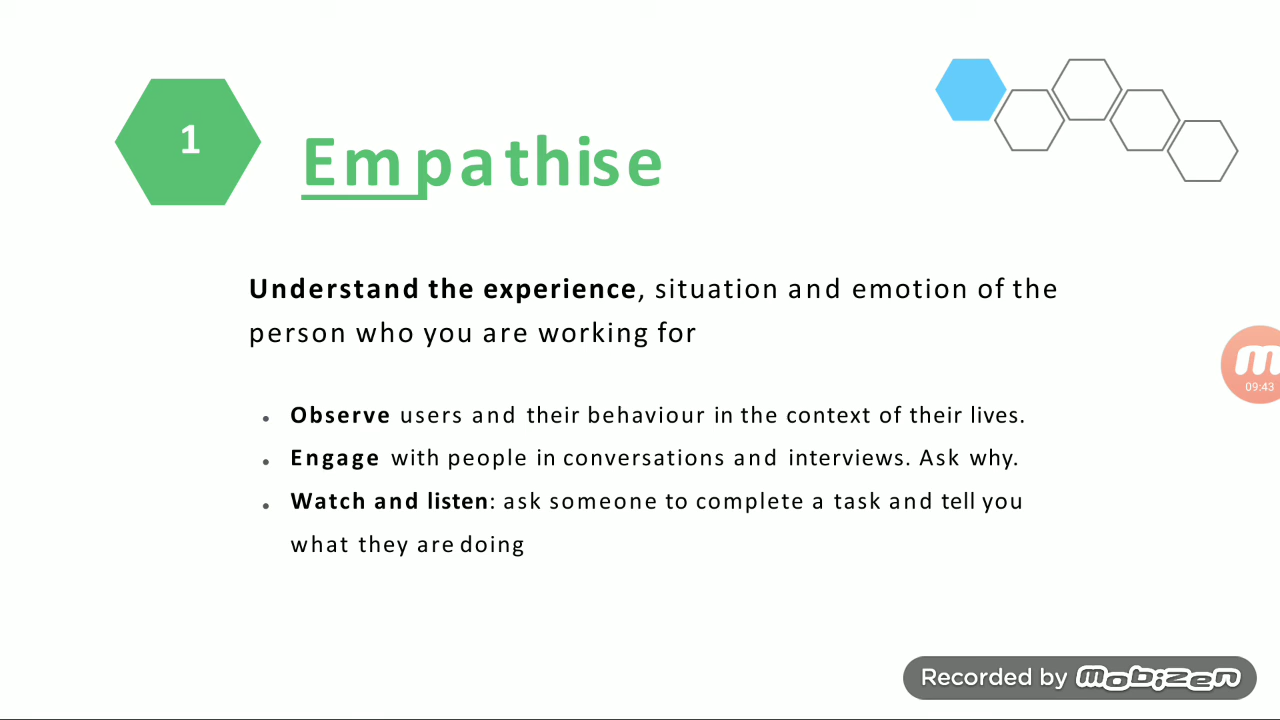 1
Empathise
Understand the experience, situation and emotion of the
person who you are working for
• Observe users and their behaviour in the context of their lives.
• Engage with people in conversations and interviews. Ask why.
• Watch and listen: ask someone to complete a task and tell you
what they are doing
09:43
Recorded by mobizen